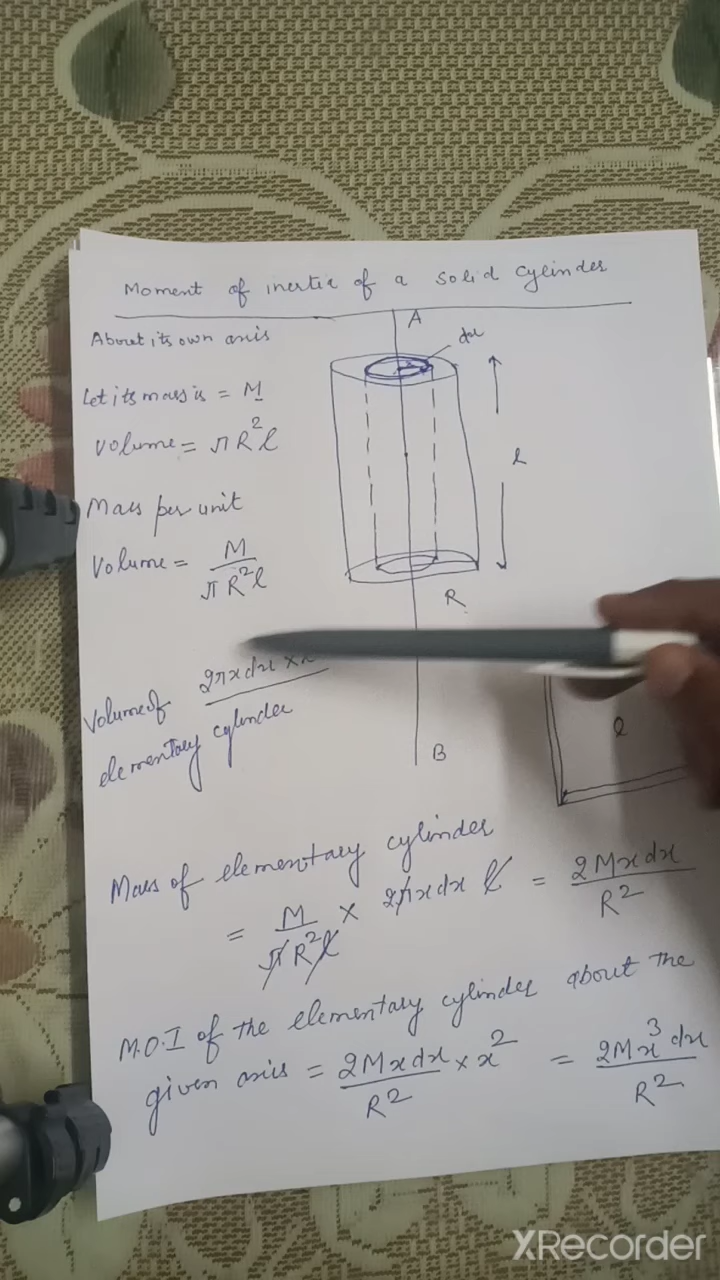 Moment of inertia of a solid cylinder
About its own axis
A
dx
Let its mass is = M
Volume = πR²l
l
Mass per unit
Volume = M / πR²l
R
Volume of 2πx dx ×
elementary cylinder
l
B
Mass of elementary cylinder
= M / πR²l × 2πx dx l = 2Mx dx / R²
M.O.I of the elementary cylinder about the
given axis = 2Mx dx / R² × x² = 2Mx³ dx / R²
XRecorder